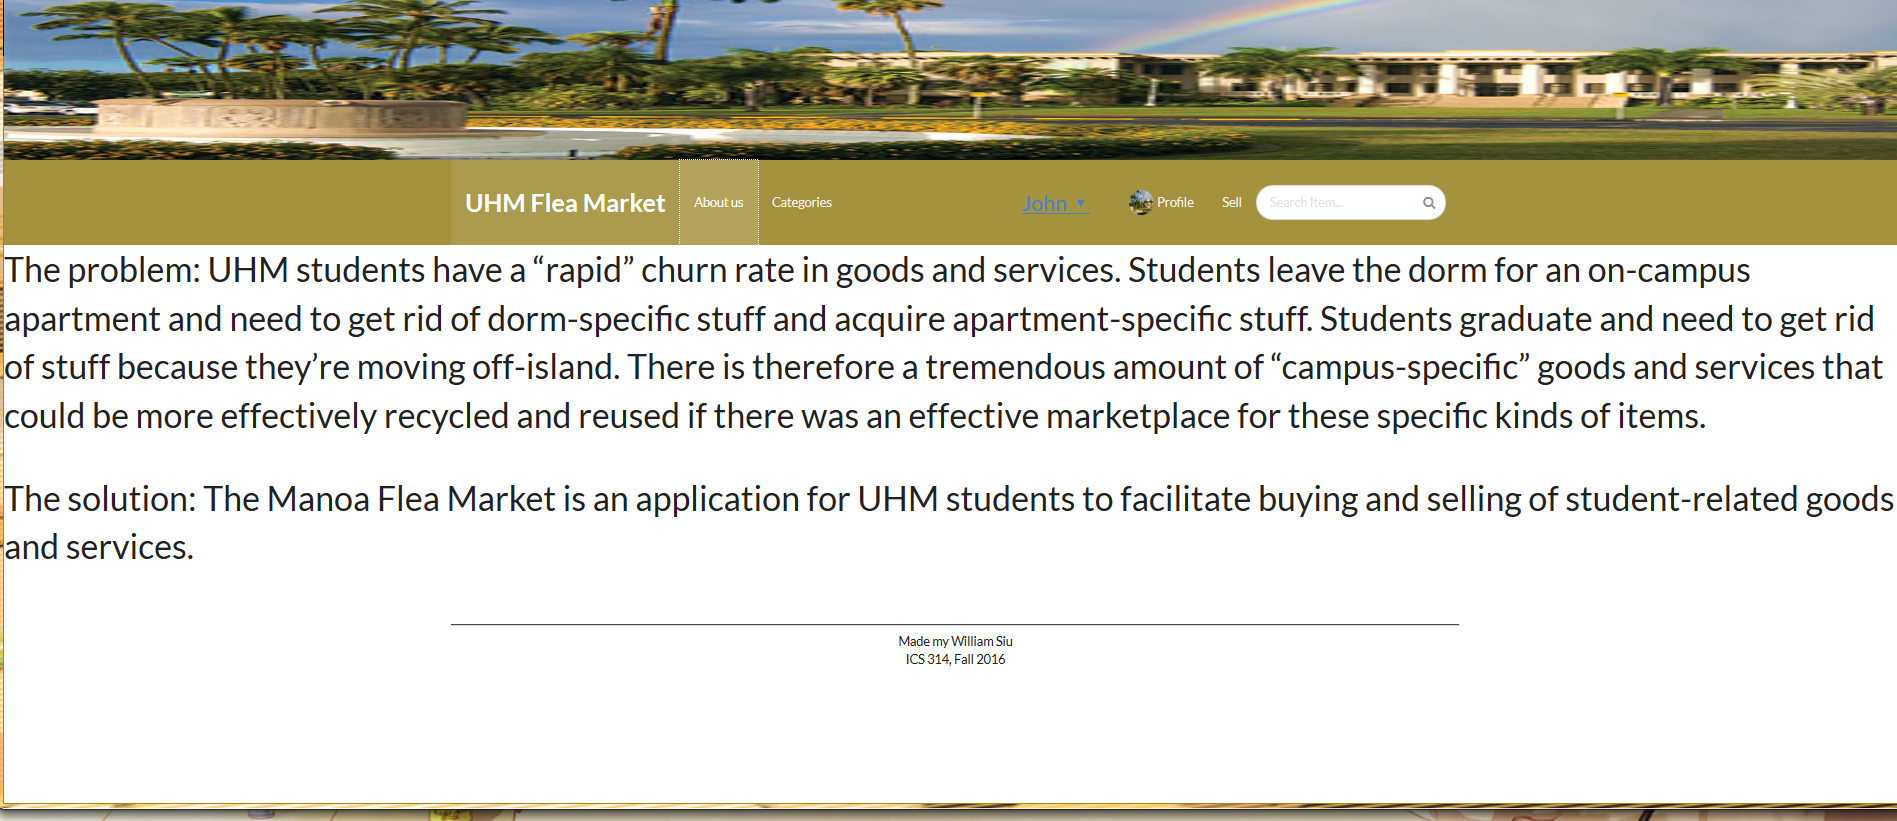 UHM Flea Market About us Categories John Profile Sell Search Item...
The problem: UHM students have a “rapid” churn rate in goods and services. Students leave the dorm for an on-campus
apartment and need to get rid of dorm-specific stuff and acquire apartment-specific stuff. Students graduate and need to get rid
of stuff because they’re moving off-island. There is therefore a tremendous amount of “campus-specific” goods and services that
could be more effectively recycled and reused if there was an effective marketplace for these specific kinds of items.
The solution: The Manoa Flea Market is an application for UHM students to facilitate buying and selling of student-related goods
and services.
Made my William Siu
ICS 314, Fall 2016